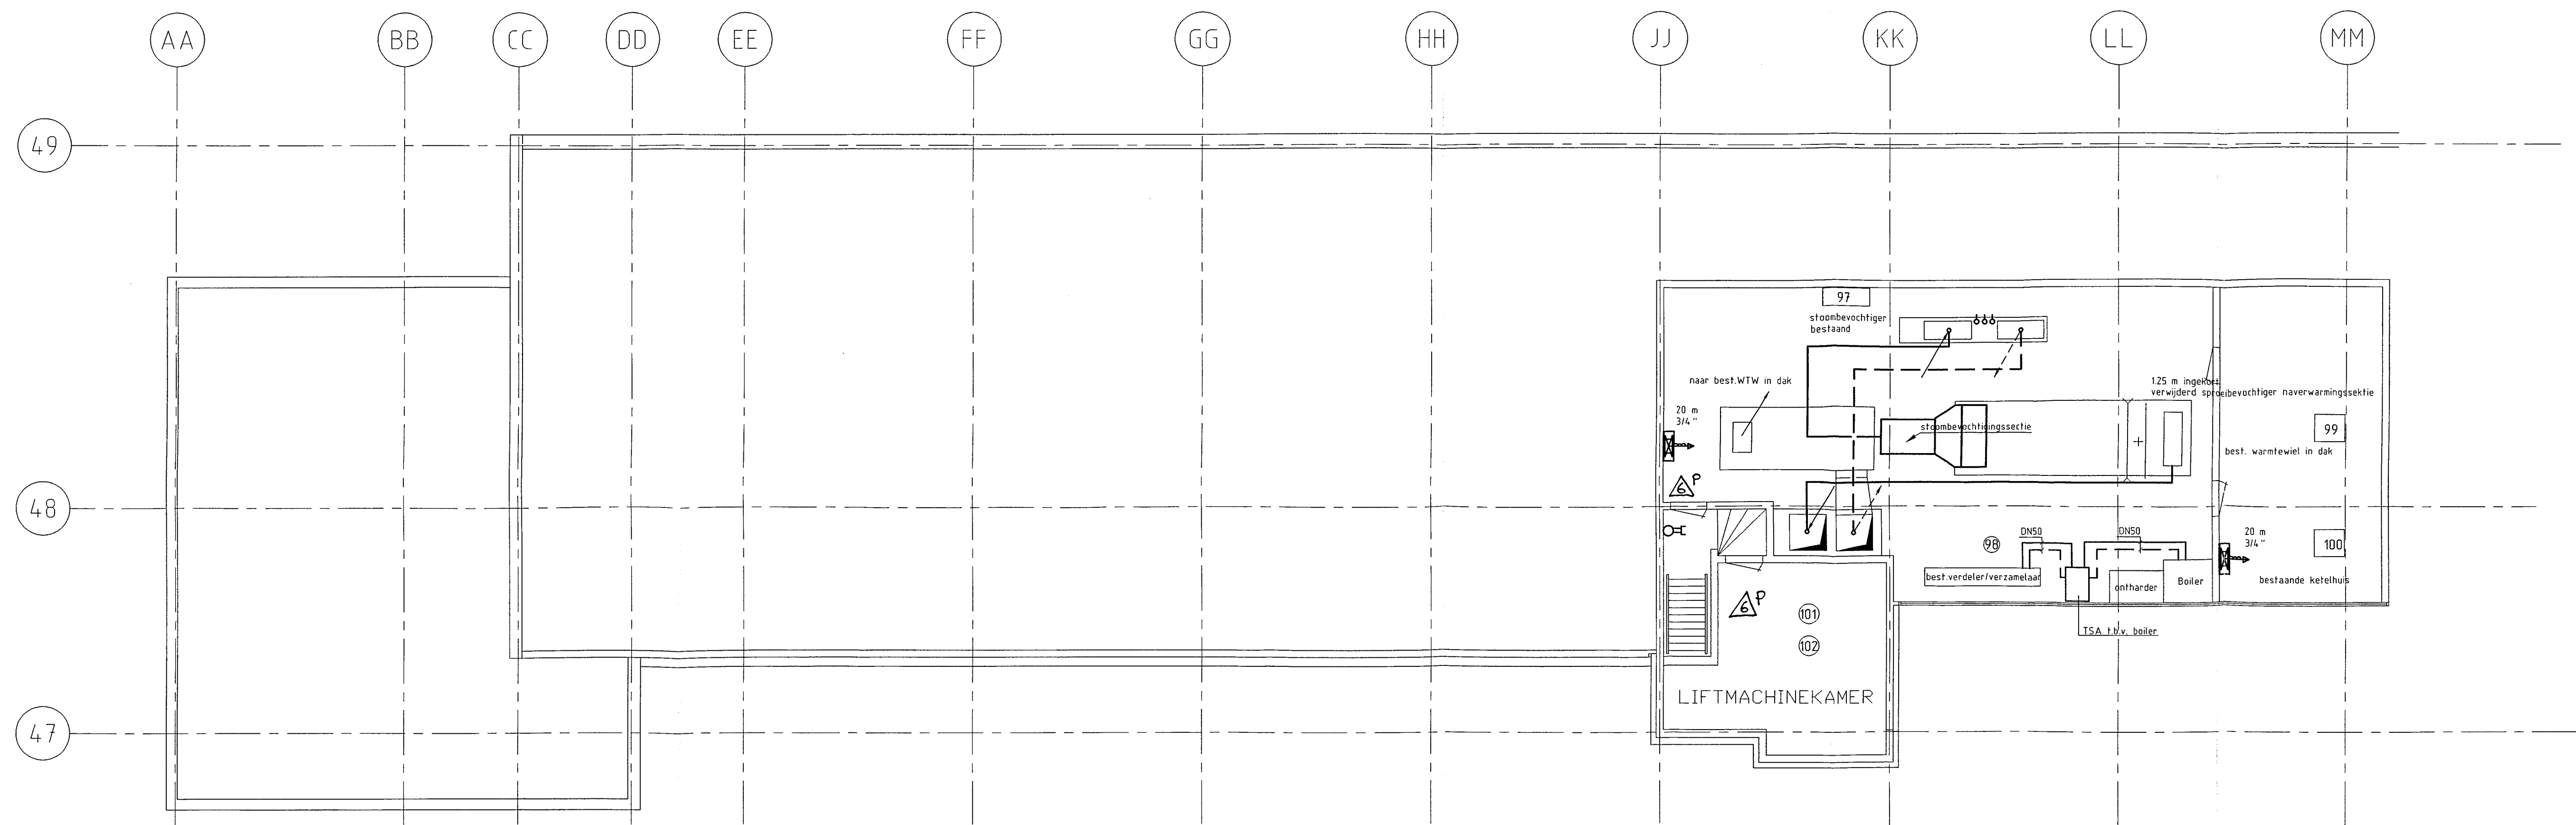 AA BB CC DD EE FF GG HH JJ KK LL MM
49
97
stoombevochtiger
bestaand
naar best.WTW in dak
1.25 m ingekort
verwijderd sproeibevochtiger naverwarmingssektie
20 m
3/4 "
stoombevochtigingssectie
99
best. warmtewiel in dak
6 P
48
98
DN50
DN50
20 m
3/4 "
100
best.verdeler/verzamelaar
ontharder
Boiler
bestaande ketelhuis
6 P
101
102
TSA t.b.v. boiler
LIFTMACHINEKAMER
47